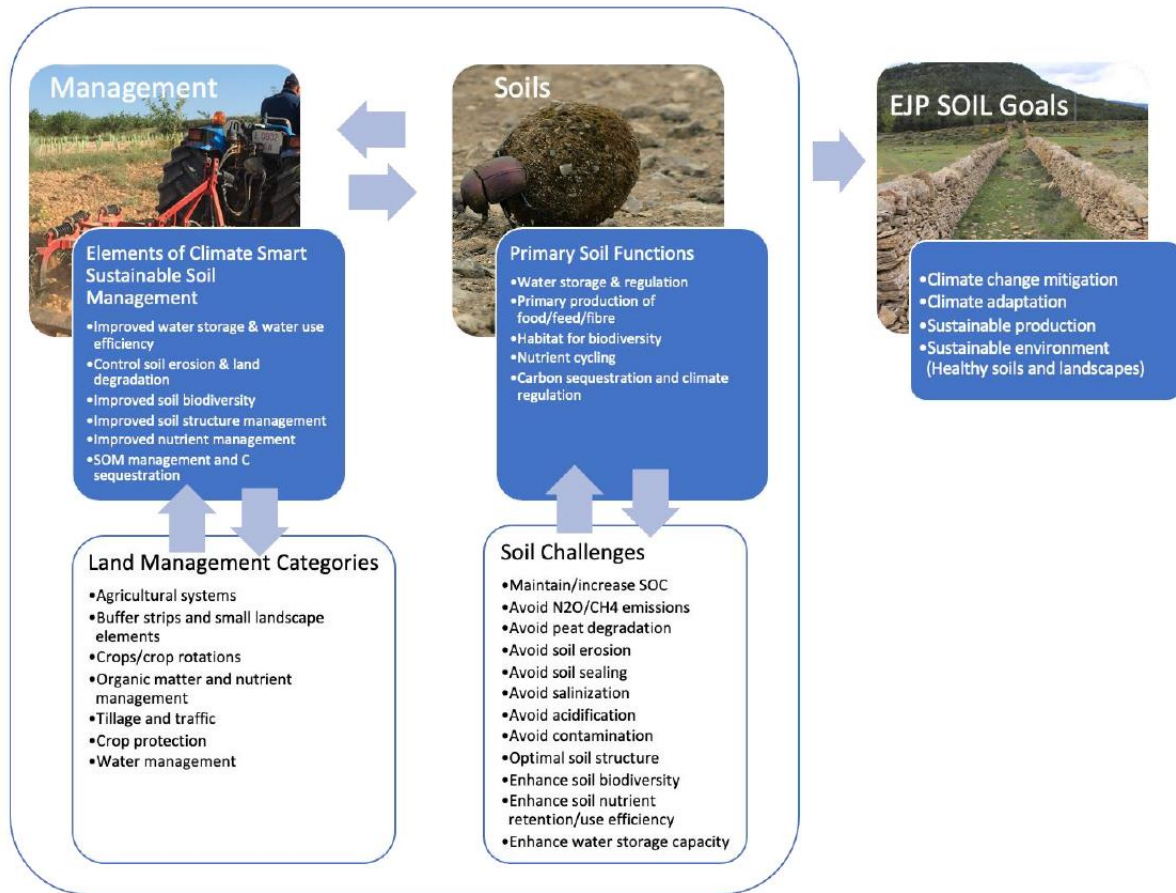 Management
Elements of Climate Smart
Sustainable Soil
Management
•Improved water storage & water use
efficiency
•Control soil erosion & land
degradation
•Improved soil biodiversity
•Improved soil structure management
•Improved nutrient management
•SOM management and C
sequestration
Land Management Categories
•Agricultural systems
•Buffer strips and small landscape
elements
•Crops/crop rotations
•Organic matter and nutrient
management
•Tillage and traffic
•Crop protection
•Water management
Soils
Primary Soil Functions
•Water storage & regulation
•Primary production of
food/feed/fibre
•Habitat for biodiversity
•Nutrient cycling
•Carbon sequestration and climate
regulation
Soil Challenges
•Maintain/increase SOC
•Avoid N2O/CH4 emissions
•Avoid peat degradation
•Avoid soil erosion
•Avoid soil sealing
•Avoid salinization
•Avoid acidification
•Avoid contamination
•Optimal soil structure
•Enhance soil biodiversity
•Enhance soil nutrient
retention/use efficiency
•Enhance water storage capacity
EJP SOIL Goals
•Climate change mitigation
•Climate adaptation
•Sustainable production
•Sustainable environment
(Healthy soils and landscapes)